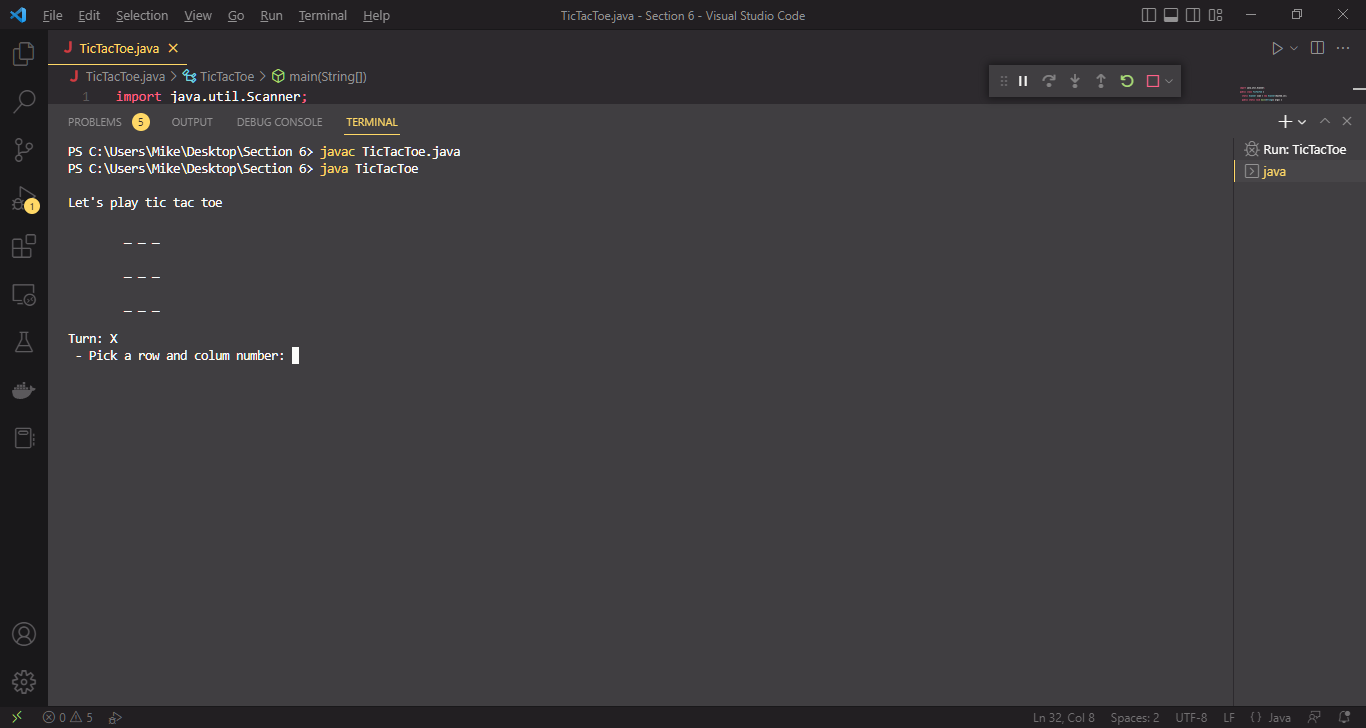 File Edit Selection View Go Run Terminal Help TicTacToe.java - Section 6 - Visual Studio Code
TicTacToe.java
TicTacToe.java > TicTacToe > main(String[])
1 import java.util.Scanner;
PROBLEMS 5 OUTPUT DEBUG CONSOLE TERMINAL
PS C:\Users\Mike\Desktop\Section 6> javac TicTacToe.java
PS C:\Users\Mike\Desktop\Section 6> java TicTacToe
Let's play tic tac toe
_ _ _
_ _ _
_ _ _
Turn: X
- Pick a row and colum number:
Run: TicTacToe
java
1
0 5 Ln 32, Col 8 Spaces: 2 UTF-8 LF {} Java